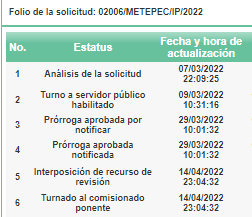 Folio de la solicitud: 02006/METEPEC/IP/2022
No. Estatus Fecha y hora de
actualización
1 Análisis de la solicitud 07/03/2022
22:09:25
2 Turno a servidor público 09/03/2022
habilitado 10:31:16
3 Prórroga aprobada por 29/03/2022
notificar 10:01:32
4 Prórroga aprobada 29/03/2022
notificada 10:01:32
5 Interposición de recurso de 14/04/2022
revisión 23:04:32
6 Turnado al comisionado 14/04/2022
ponente 23:04:32